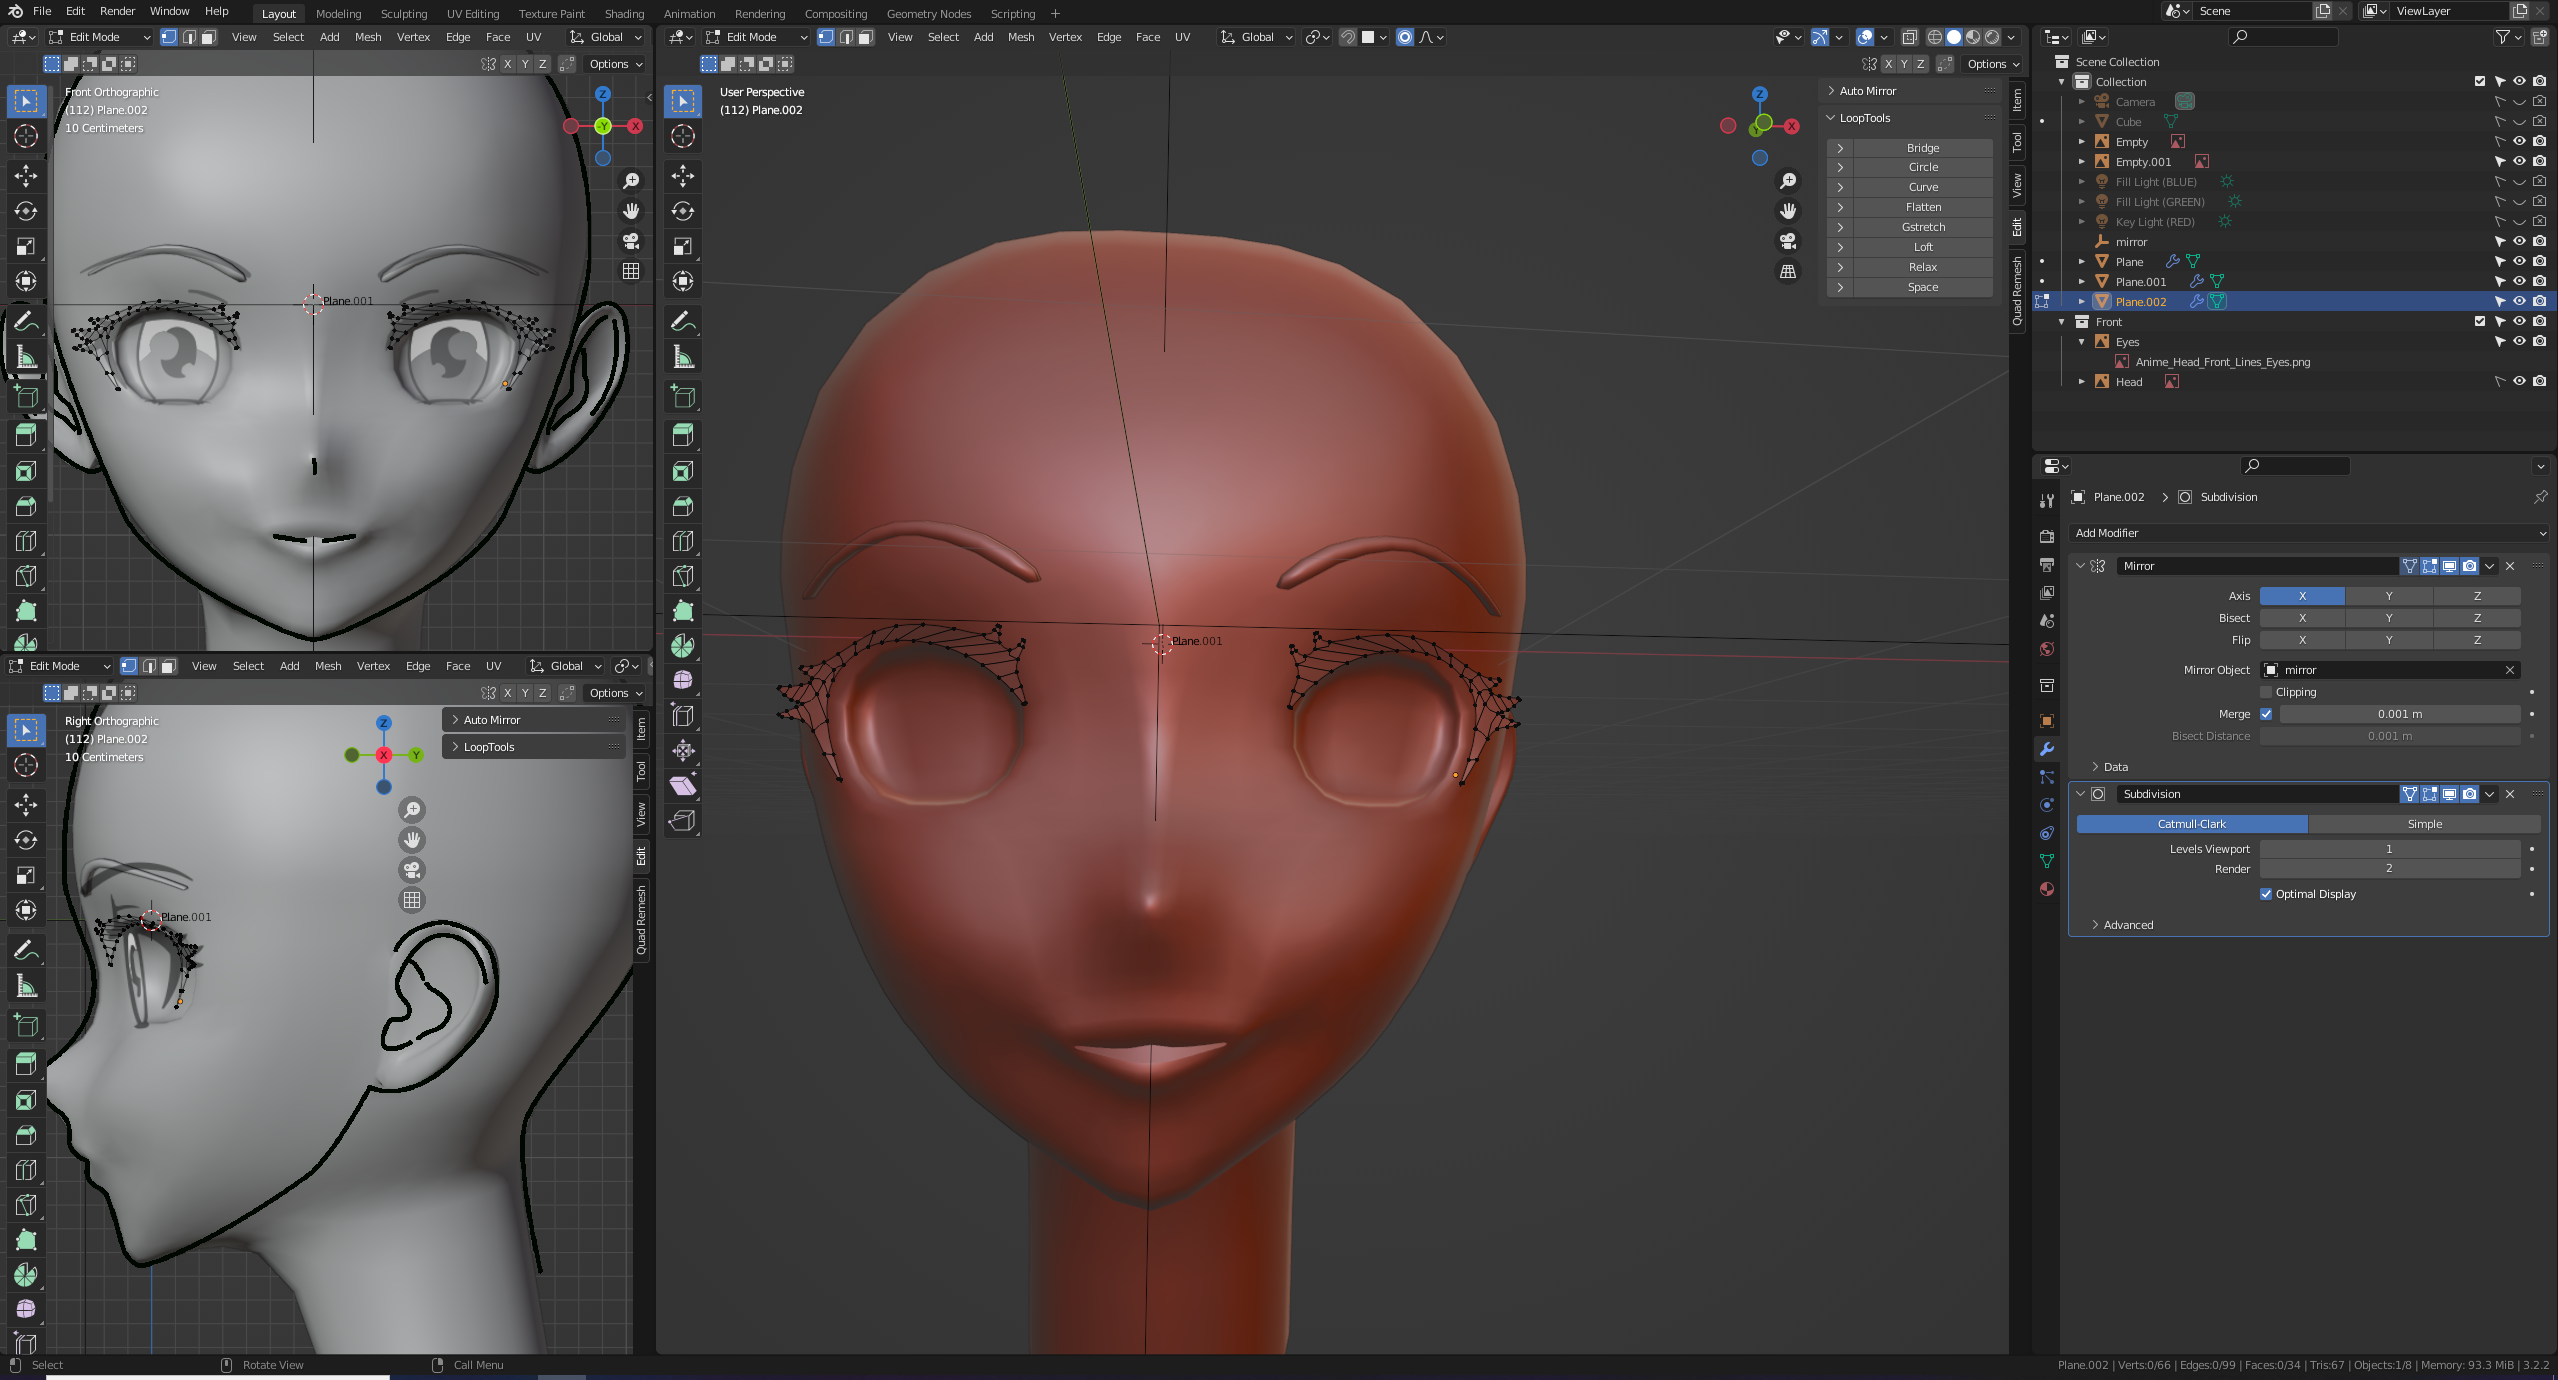 File Edit Render Window Help Layout Modeling Sculpting UV Editing Texture Paint Shading Animation Rendering Compositing Geometry Nodes Scripting + Scene ViewLayer
Edit Mode View Select Add Mesh Vertex Edge Face UV Global
X Y Z Options
Front Orthographic
(112) Plane.002
10 Centimeters
Z
Y X
Plane.001
Edit Mode View Select Add Mesh Vertex Edge Face UV Global
X Y Z Options
Right Orthographic
(112) Plane.002
10 Centimeters
Z
X Y
Auto Mirror
LoopTools
Item
Tool
View
Edit
Quad Remesh
Plane.001
Edit Mode View Select Add Mesh Vertex Edge Face UV Global
X Y Z Options
User Perspective
(112) Plane.002
Z
Y X
Auto Mirror
LoopTools
Bridge
Circle
Curve
Flatten
Gstretch
Loft
Relax
Space
Item
Tool
View
Edit
Quad Remesh
Plane.001
Scene Collection
Collection
Camera
Cube
Empty
Empty.001
Fill Light (BLUE)
Fill Light (GREEN)
Key Light (RED)
mirror
Plane
Plane.001
Plane.002
Front
Eyes
Anime_Head_Front_Lines_Eyes.png
Head
Plane.002 > Subdivision
Add Modifier
Mirror
Axis X Y Z
Bisect X Y Z
Flip X Y Z
Mirror Object mirror
Clipping
Merge 0.001 m
Bisect Distance 0.001 m
Data
Subdivision
Catmull-Clark Simple
Levels Viewport 1
Render 2
Optimal Display
Advanced
Select Rotate View Call Menu
Plane.002 | Verts:0/66 | Edges:0/99 | Faces:0/34 | Tris:67 | Objects:1/8 | Memory: 93.3 MiB | 3.2.2